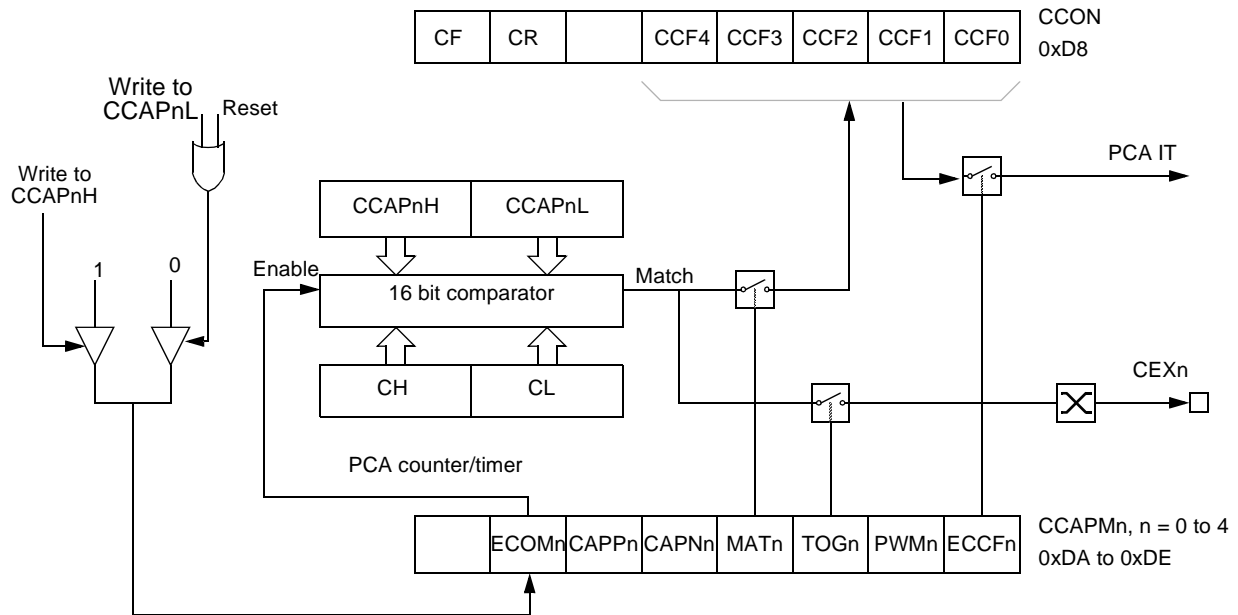 CF CR CCF4 CCF3 CCF2 CCF1 CCF0
CCON
0xD8
Write to
CCAPnL
Reset
Write to
CCAPnH
PCA IT
CCAPnH CCAPnL
1
0
Enable
16 bit comparator
Match
CH CL
CEXn
PCA counter/timer
ECOMn CAPPn CAPNn MATn TOGn PWMn ECCFn
CCAPMn, n = 0 to 4
0xDA to 0xDE